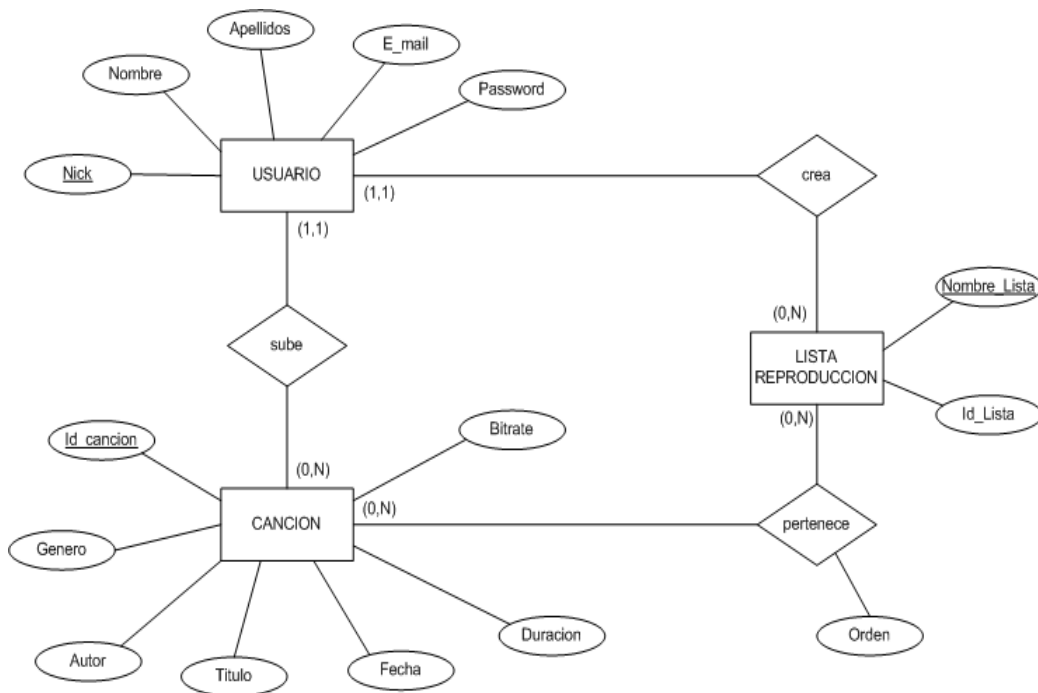 Apellidos
E_mail
Nombre
Password
Nick
USUARIO
crea
(1,1)
(1,1)
Nombre_Lista
(0,N)
sube
LISTA
REPRODUCCION
Id_Lista
(0,N)
Bitrate
Id_cancion
(0,N)
(0,N)
CANCION
pertenece
Genero
Duracion
Orden
Autor
Titulo
Fecha